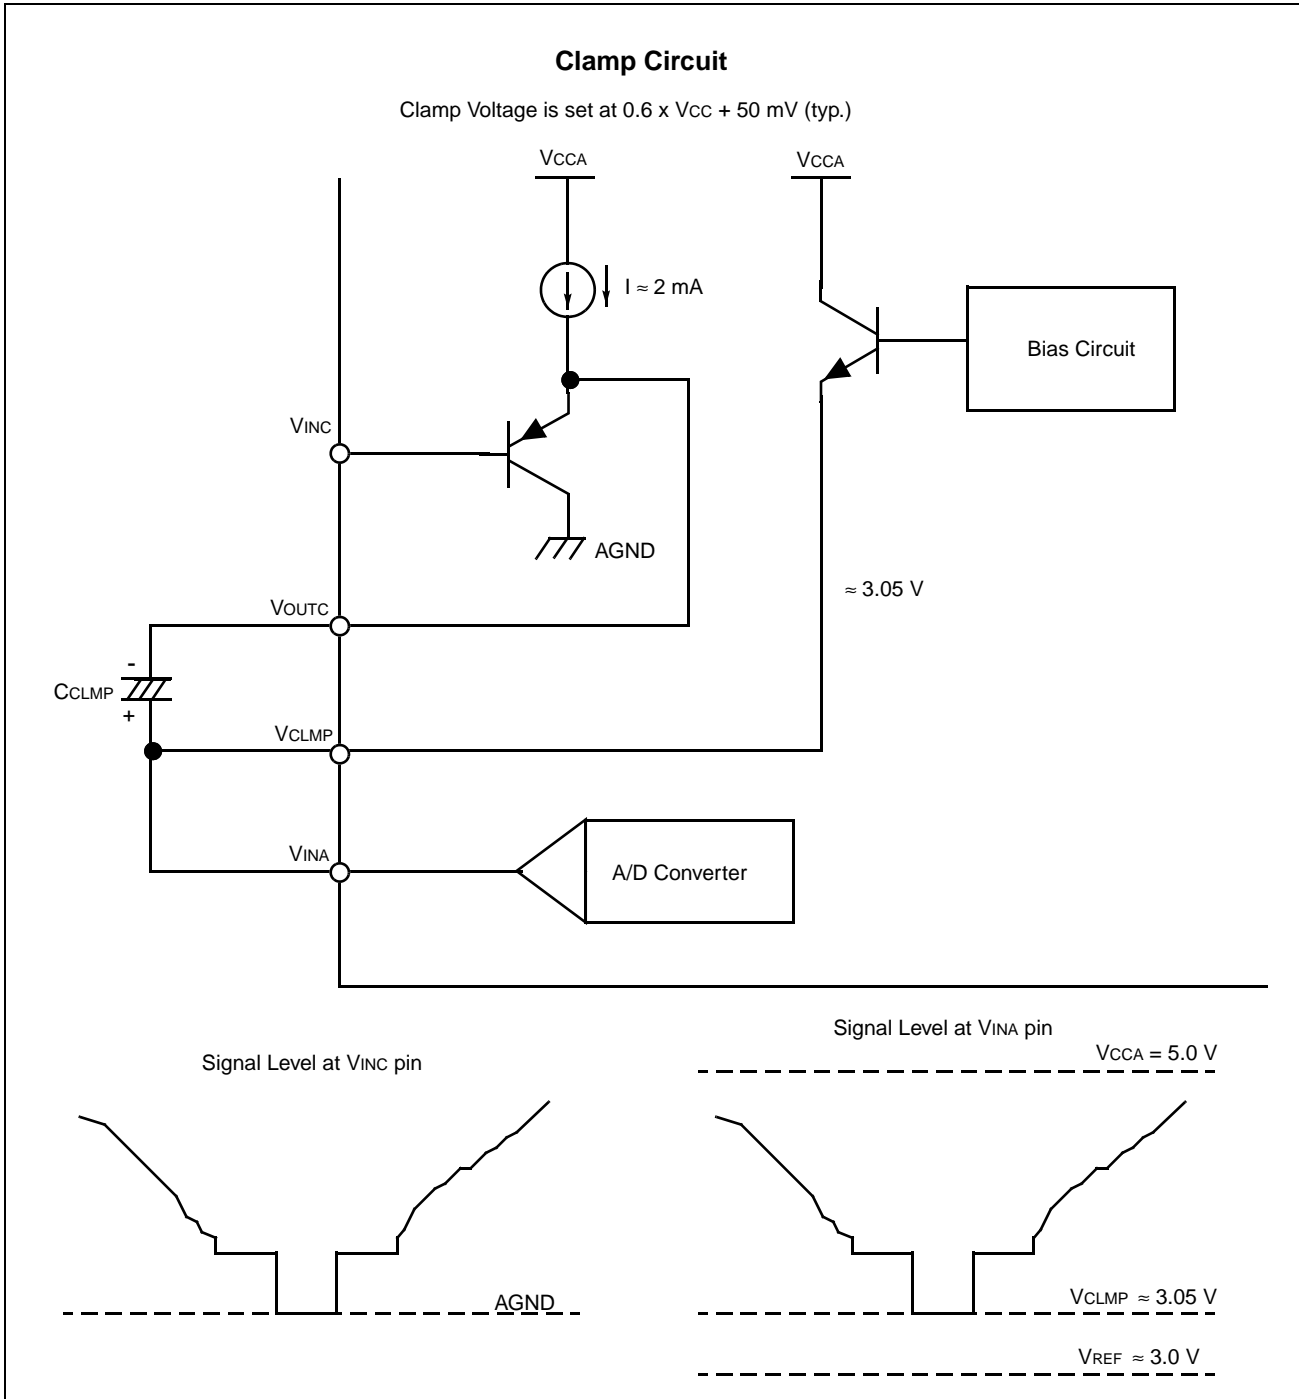 Clamp Circuit
Clamp Voltage is set at 0.6 x VCC + 50 mV (typ.)
VCCA
VCCA
I ≈ 2 mA
Bias Circuit
VINC
AGND
≈ 3.05 V
VOUTC
-
CCLMP
+
VCLMP
VINA
A/D Converter
Signal Level at VINC pin
AGND
Signal Level at VINA pin
VCCA = 5.0 V
VCLMP ≈ 3.05 V
VREF ≈ 3.0 V